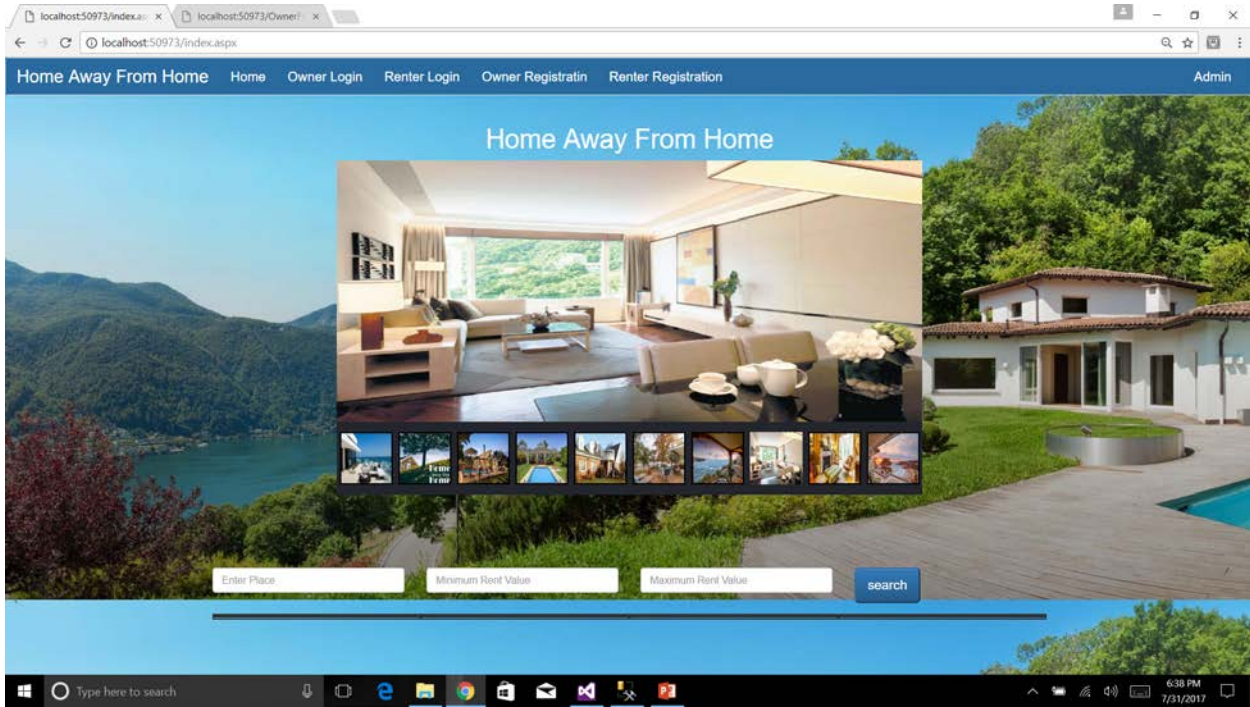 localhost:50973/index.as
localhost:50973/Owner
localhost:50973/index.aspx
Home Away From Home Home Owner Login Renter Login Owner Registratin Renter Registration Admin
Home Away From Home
Home
Home
Enter Place Minimum Rent Value Maximum Rent Value search
Type here to search
6:38 PM
7/31/2017